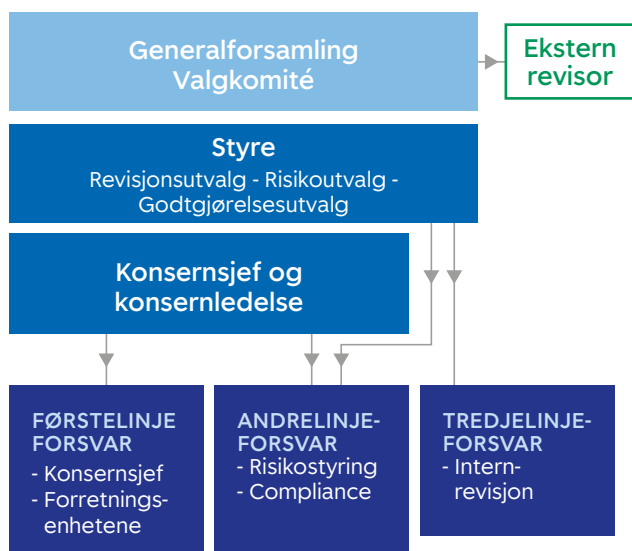 Generalforsamling
Valgkomité
Ekstern
revisor
Styre
Revisjonsutvalg - Risikoutvalg -
Godtgjørelsesutvalg
Konsernsjef og
konsernledelse
FØRSTELINJE
FORSVAR
- Konsernsjef
- Forretnings-
enhetene
ANDRELINJE-
FORSVAR
- Risikostyring
- Compliance
TREDJELINJE-
FORSVAR
- Intern-
revisjon